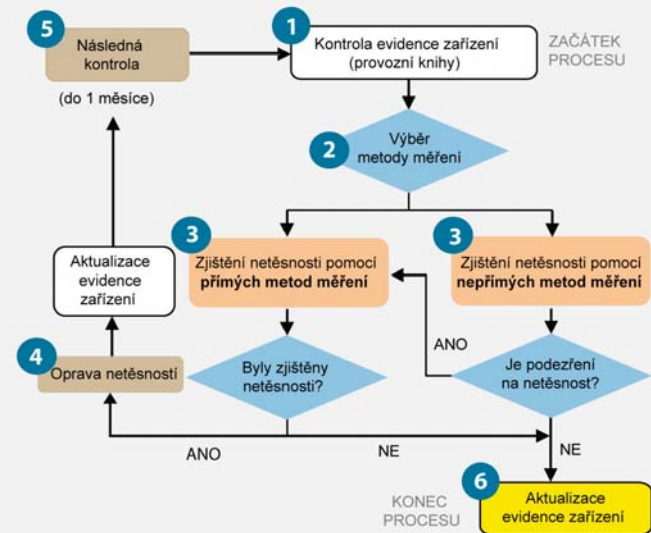 5
Následná
kontrola
(do 1 měsíce)
1
Kontrola evidence zařízení
(provozní knihy)
ZAČÁTEK
PROCESU
2
Výběr
metody měření
3
Zjištění netěsnosti pomocí
přímých metod měření
3
Zjištění netěsnosti pomocí
nepřímých metod měření
Aktualizace
evidence
zařízení
ANO
4
Oprava netěsností
Byly zjištěny
netěsnosti?
Je podezření
na netěsnost?
ANO
NE
NE
KONEC
PROCESU
6
Aktualizace
evidence zařízení